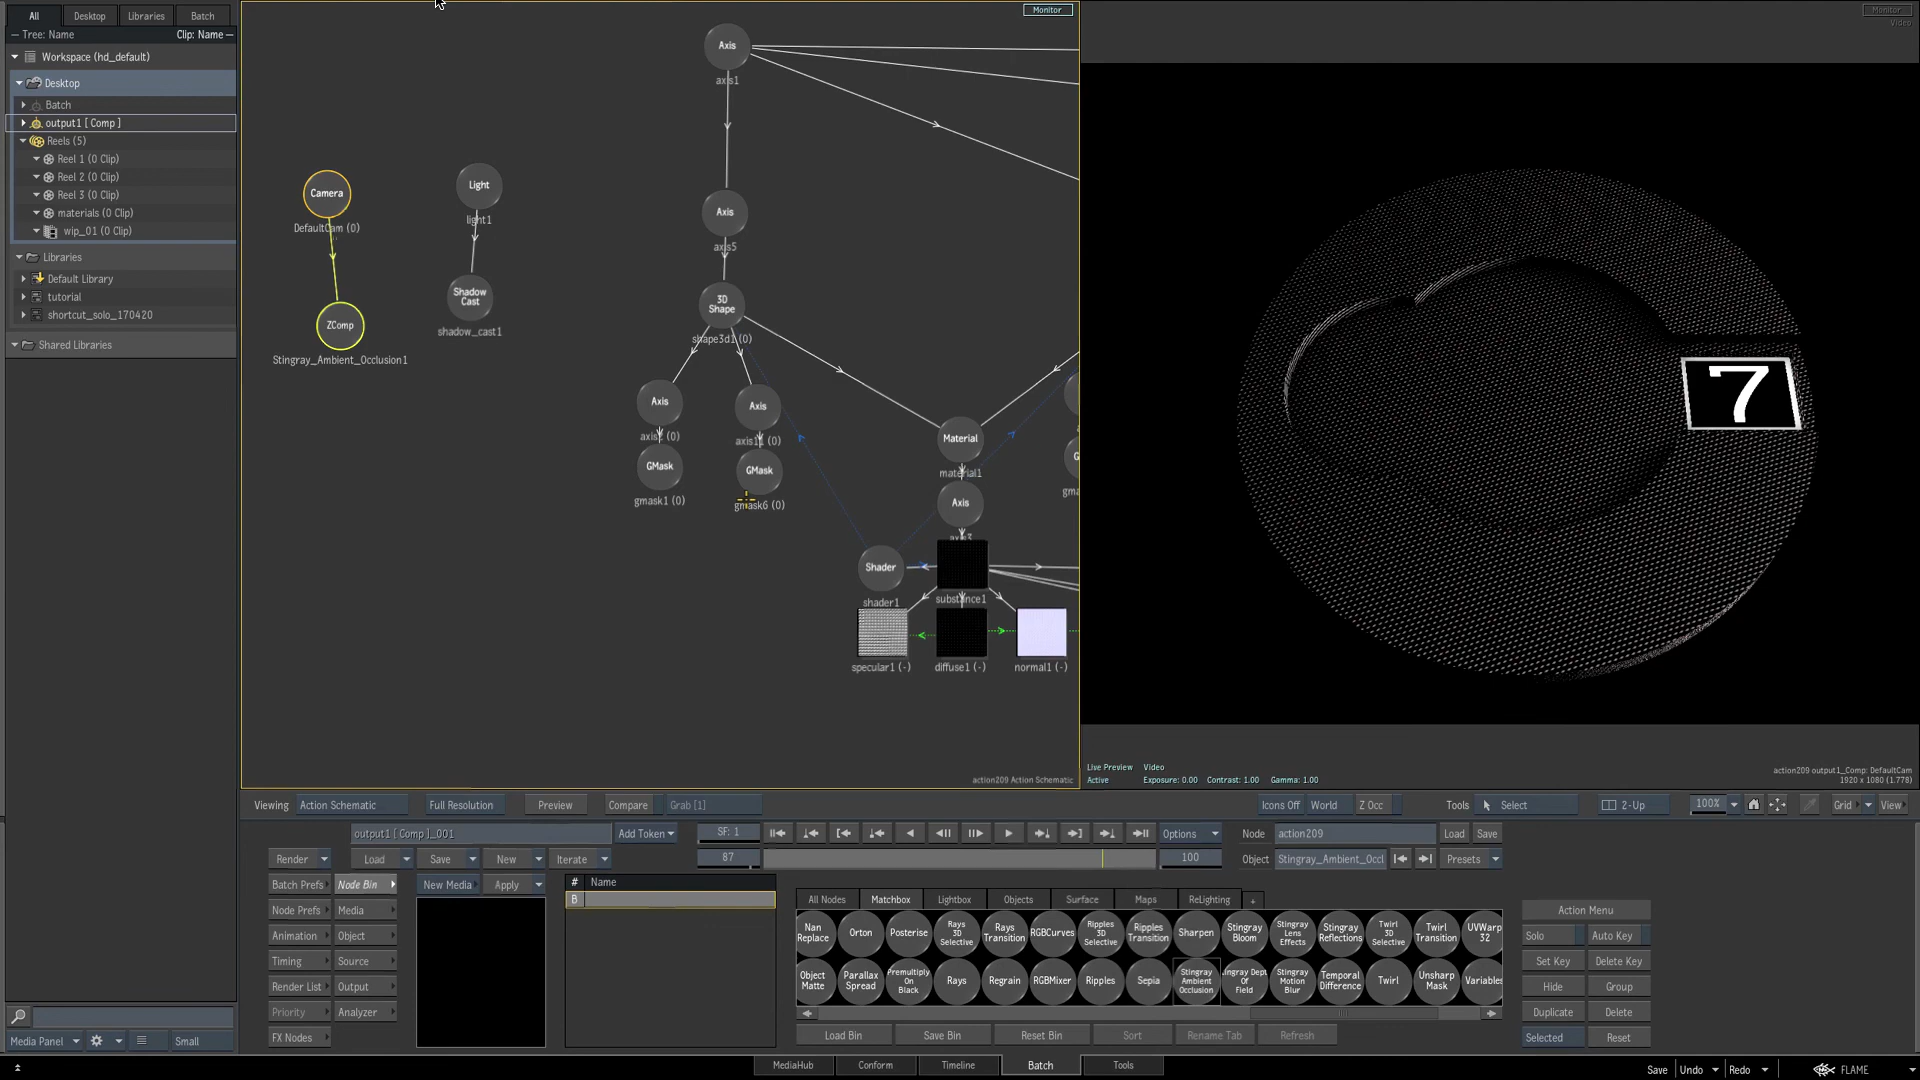 All Desktop Libraries Batch
Tree: Name Clip: Name
Workspace (hd_default)
Desktop
Batch
output1 [ Comp ]
Reels (5)
Reel 1 (0 Clip)
Reel 2 (0 Clip)
Reel 3 (0 Clip)
materials (0 Clip)
wip_01 (0 Clip)
Libraries
Default Library
tutorial
shortcut_solo_170420
Shared Libraries
Media Panel Small
Monitor
Axis
axis1
Camera
DefaultCam (0)
Light
light1
Axis
axis5
ZComp
Stingray_Ambient_Occlusion1
Shadow
Cast
shadow_cast1
3D
Shape
shape3d1 (0)
Axis
Axis
axis11 (0)
GMask
gmask1 (0)
GMask
gmask6 (0)
Material
material1
Axis
axis3
Shader
shader1
substance1
specular1 (-) diffuse1 (-) normal1 (-)
action209 Action Schematic
Monitor
Video
7
Live Preview Video
Active Exposure: 0.00 Contrast: 1.00 Gamma: 1.00
action209 output1_Comp: DefaultCam
1920 x 1080 (1.778)
Viewing Action Schematic Full Resolution Preview Compare Grab [1] Icons Off World Z Occ Tools Select 2-Up 100% Grid View
output1 [ Comp ]_001 Add Token SF: 1 Options Node action209 Load Save
Render Load Save New Iterate 87 100 Object Stingray_Ambient_Occl Presets
Batch Prefs Node Bin New Media Apply # Name
B
Node Prefs Media
Animation Object
Timing Source
Render List Output
Priority Analyzer
FX Nodes
All Nodes Matchbox Lightbox Objects Surface Maps ReLighting +
Nan Replace Orton Posterise Rays 3D Selective Rays Transition RGBCurves Ripples 3D Selective Ripples Transition Sharpen Stingray Bloom Stingray Lens Effects Stingray Reflections Twirl 3D Selective Twirl Transition UVWarp 32
Object Matte Parallax Spread Premultiply On Black Rays Regrain RGBMixer Ripples Sepia Stingray Ambient Occlusion ingray Dept Of Field Stingray Motion Blur Temporal Difference Twirl Unsharp Mask Variables
Load Bin Save Bin Reset Bin Sort Rename Tab Refresh
Action Menu
Solo Auto Key
Set Key Delete Key
Hide Group
Duplicate Delete
Selected Reset
MediaHub Conform Timeline Batch Tools
Save Undo Redo FLAME